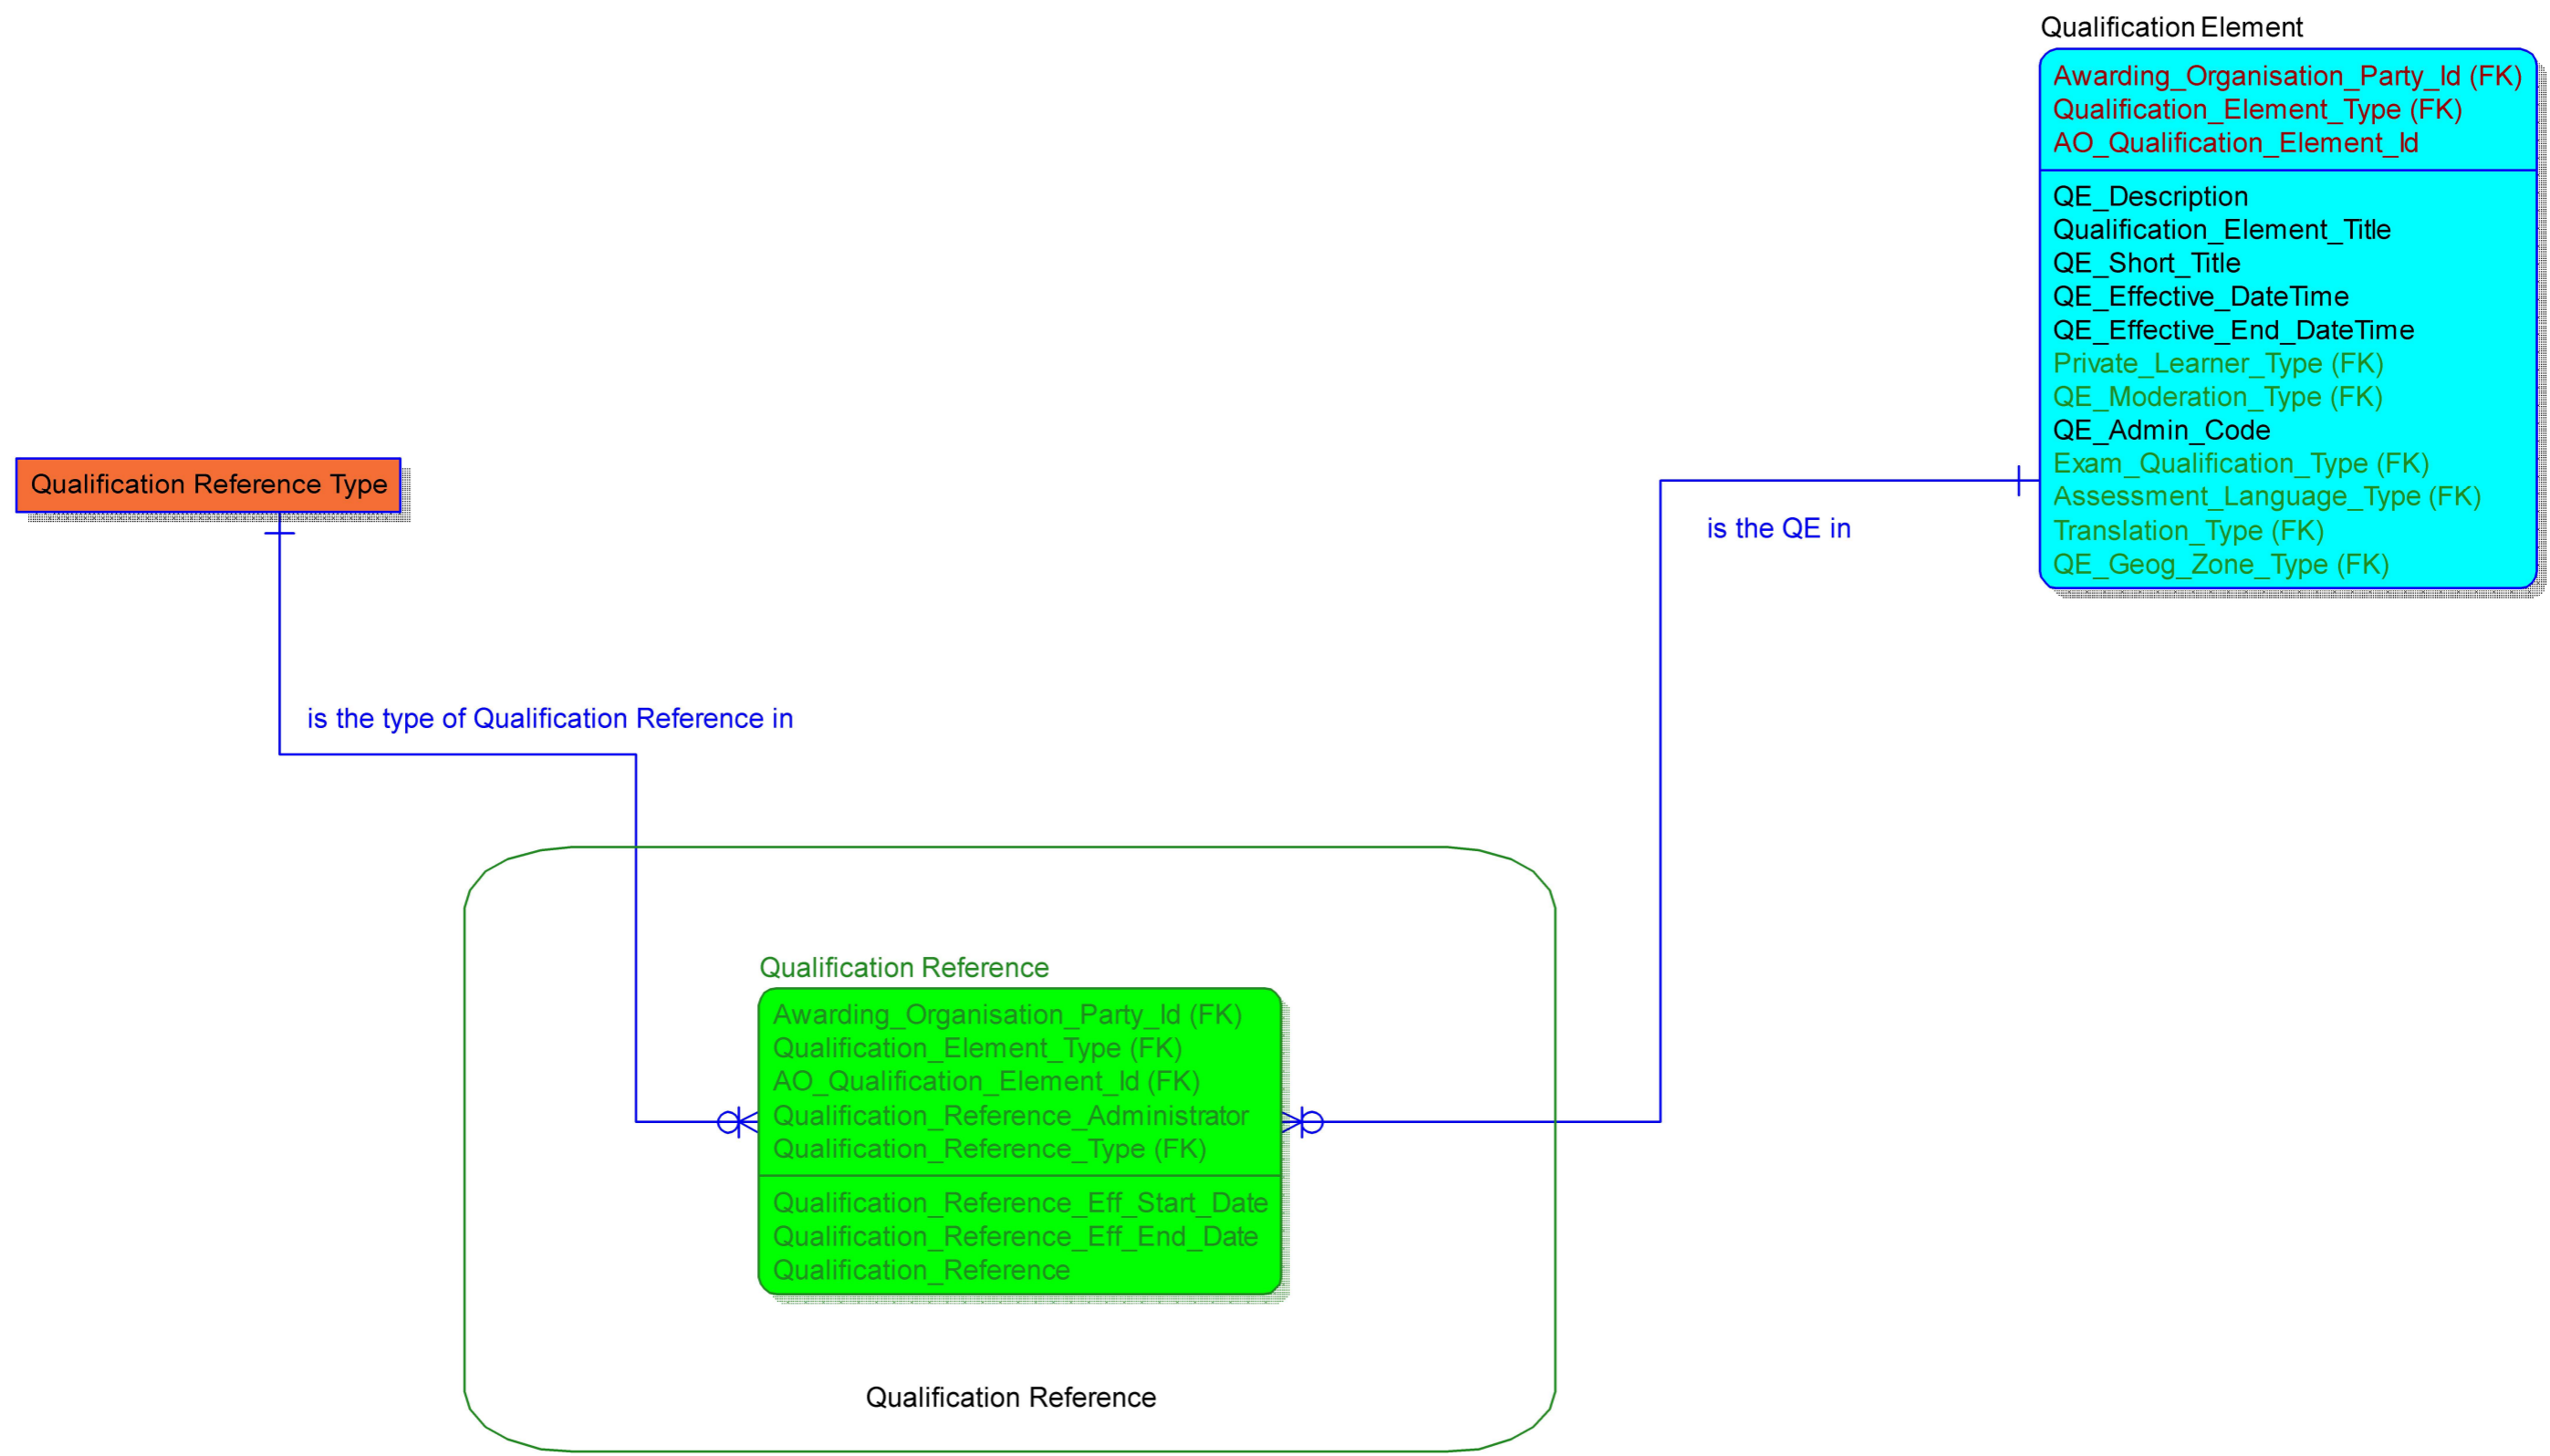 Qualification Element
Awarding_Organisation_Party_Id (FK)
Qualification_Element_Type (FK)
AO_Qualification_Element_Id
QE_Description
Qualification_Element_Title
QE_Short_Title
QE_Effective_DateTime
QE_Effective_End_DateTime
Private_Learner_Type (FK)
QE_Moderation_Type (FK)
QE_Admin_Code
Exam_Qualification_Type (FK)
Assessment_Language_Type (FK)
Translation_Type (FK)
QE_Geog_Zone_Type (FK)
Qualification Reference Type
is the QE in
is the type of Qualification Reference in
Qualification Reference
Awarding_Organisation_Party_Id (FK)
Qualification_Element_Type (FK)
AO_Qualification_Element_Id (FK)
Qualification_Reference_Administrator
Qualification_Reference_Type (FK)
Qualification_Reference_Eff_Start_Date
Qualification_Reference_Eff_End_Date
Qualification_Reference
Qualification Reference